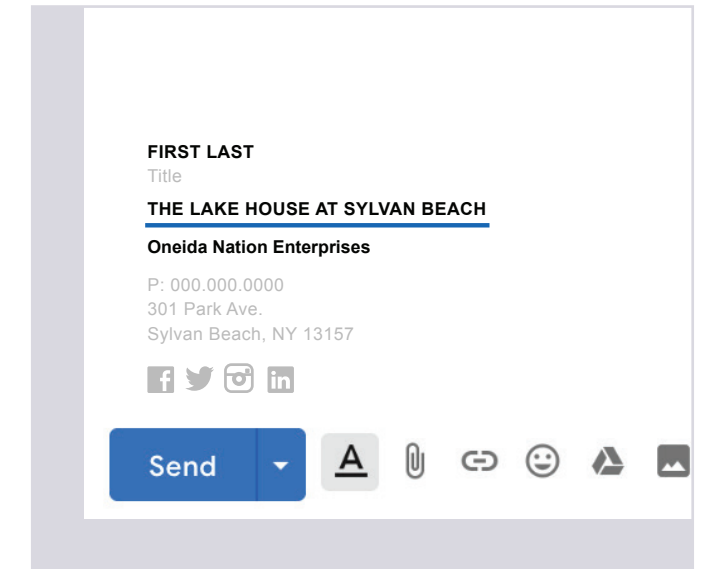 FIRST LAST
Title
THE LAKE HOUSE AT SYLVAN BEACH
Oneida Nation Enterprises
P: 000.000.0000
301 Park Ave.
Sylvan Beach, NY 13157
Send
A